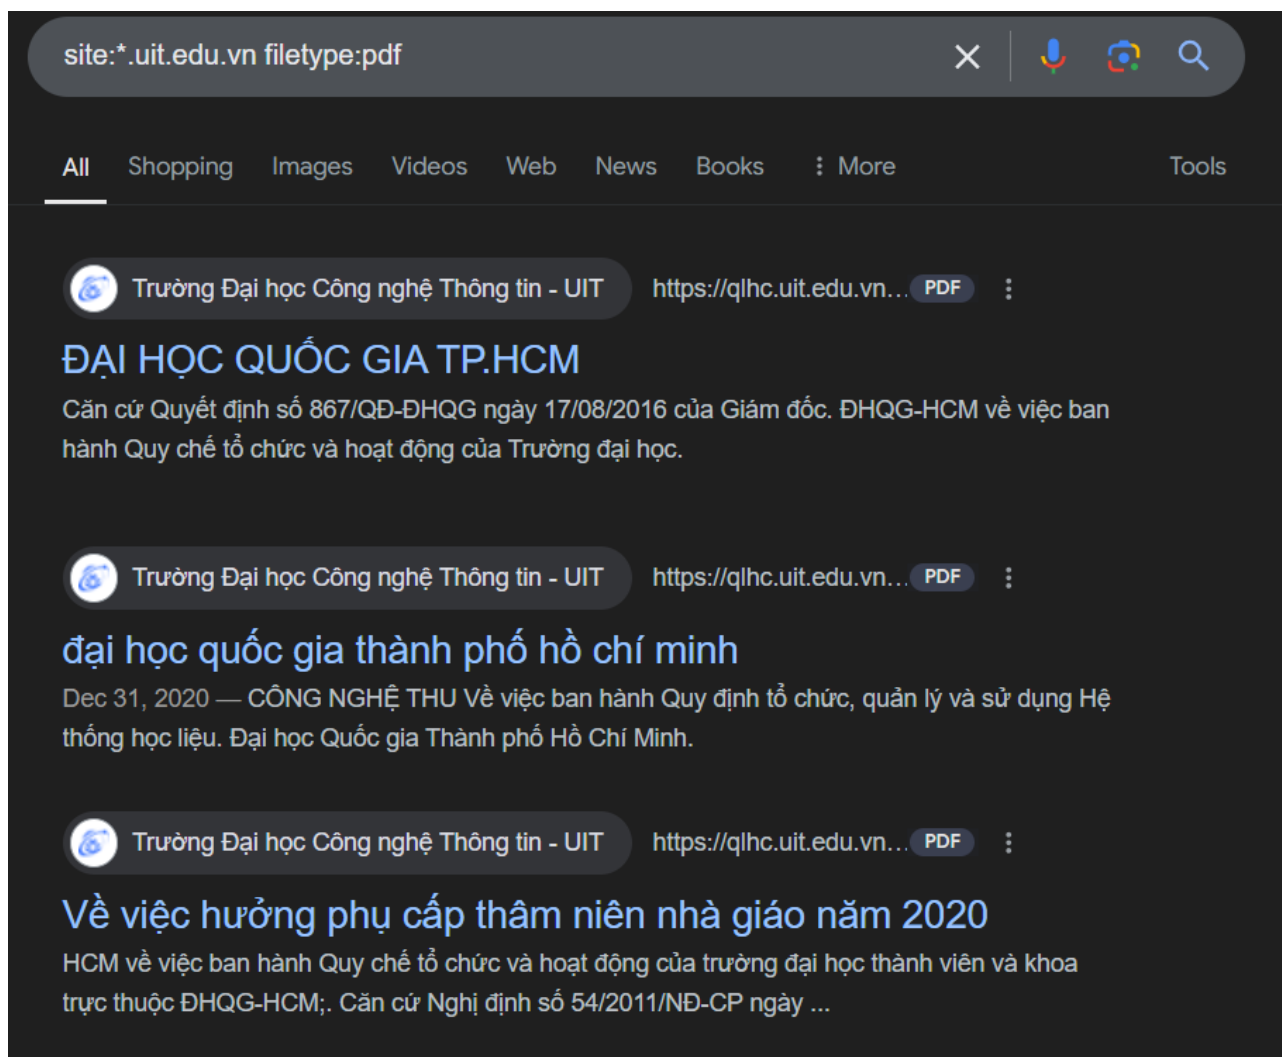 site:*.uit.edu.vn filetype:pdf
All Shopping Images Videos Web News Books More Tools
Trường Đại học Công nghệ Thông tin - UIT https://qlhc.uit.edu.vn... PDF
ĐẠI HỌC QUỐC GIA TP.HCM
Căn cứ Quyết định số 867/QĐ-ĐHQG ngày 17/08/2016 của Giám đốc. ĐHQG-HCM về việc ban
hành Quy chế tổ chức và hoạt động của Trường đại học.
Trường Đại học Công nghệ Thông tin - UIT https://qlhc.uit.edu.vn... PDF
đại học quốc gia thành phố hồ chí minh
Dec 31, 2020 — CÔNG NGHỆ THU Về việc ban hành Quy định tổ chức, quản lý và sử dụng Hệ
thống học liệu. Đại học Quốc gia Thành phố Hồ Chí Minh.
Trường Đại học Công nghệ Thông tin - UIT https://qlhc.uit.edu.vn... PDF
Về việc hưởng phụ cấp thâm niên nhà giáo năm 2020
HCM về việc ban hành Quy chế tổ chức và hoạt động của trường đại học thành viên và khoa
trực thuộc ĐHQG-HCM;. Căn cứ Nghị định số 54/2011/NĐ-CP ngày ...